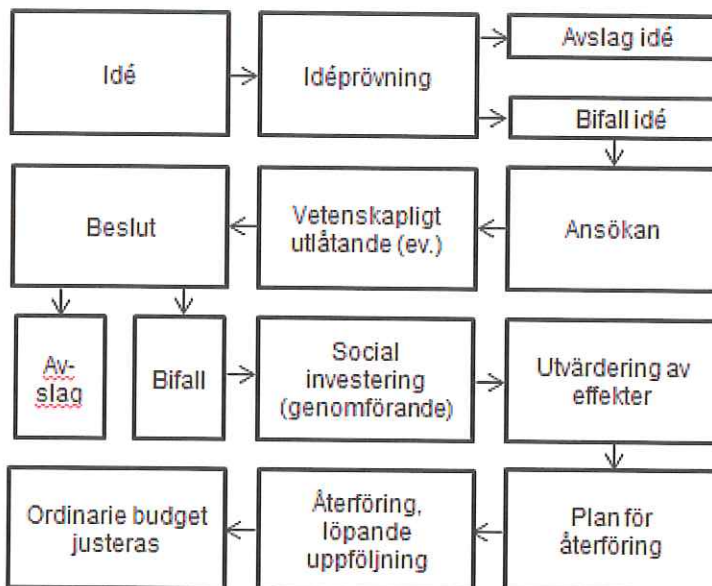 Idé
Idéprövning
Avslag idé
Bifall idé
Ansökan
Vetenskapligt
utlåtande (ev.)
Beslut
Av-
slag
Bifall
Social
investering
(genomförande)
Utvärdering av
effekter
Plan för
återföring
Återföring,
löpande
uppföljning
Ordinarie budget
justeras